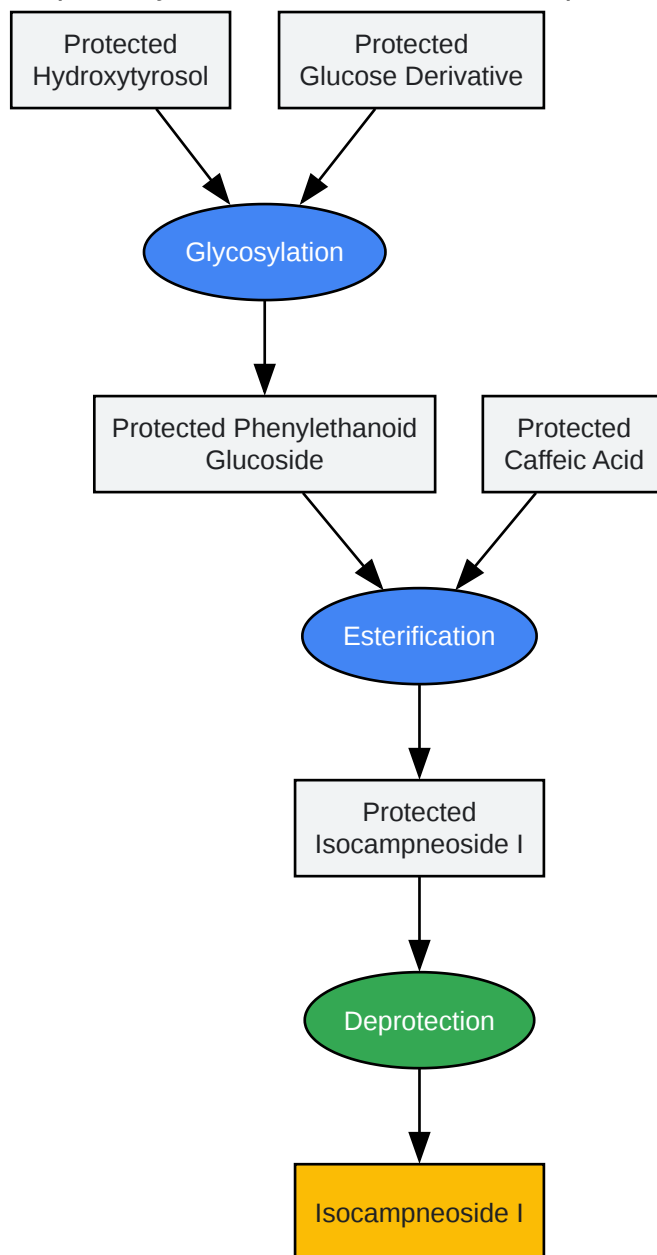 Protected
Hydroxytyrosol
Protected
Glucose Derivative
Glycosylation
Protected Phenylethanoid
Glucoside
Protected
Caffeic Acid
Esterification
Protected
Isocampneoside I
Deprotection
Isocampneoside I